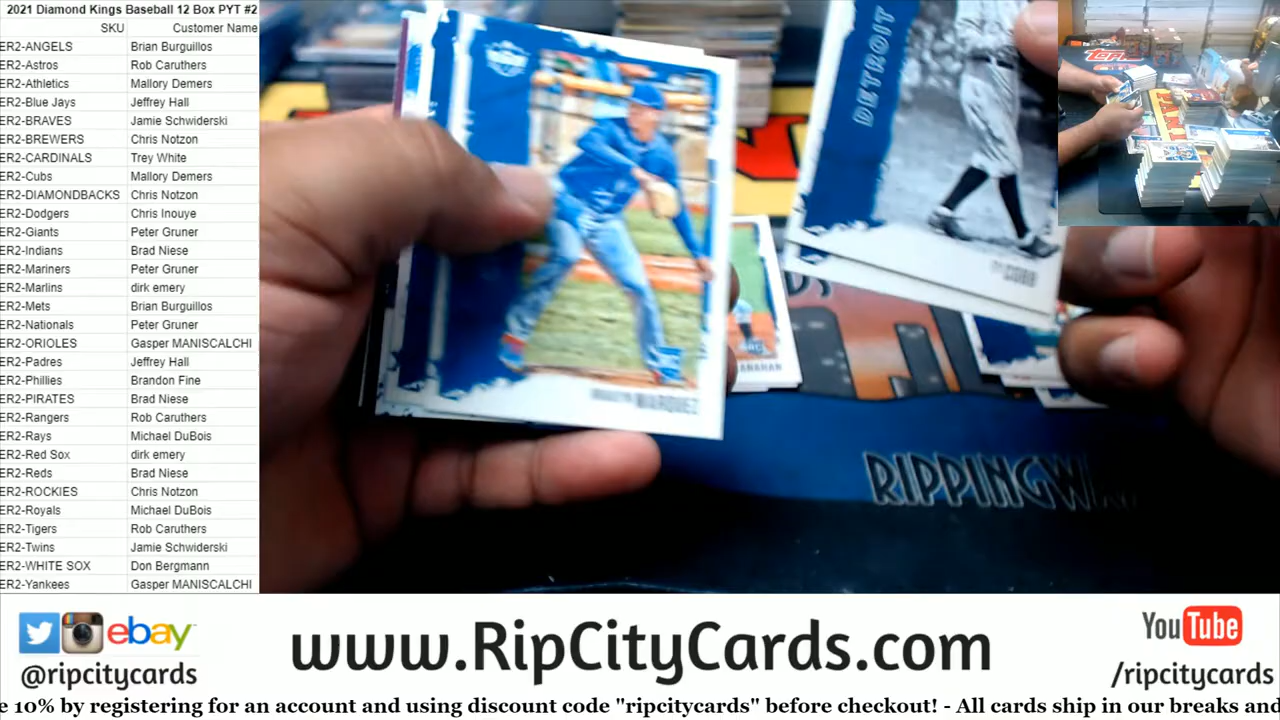 2021 Diamond Kings Baseball 12 Box PYT #2
SKU Customer Name
ER2-ANGELS Brian Burguillos
ER2-Astros Rob Caruthers
ER2-Athletics Mallory Demers
ER2-Blue Jays Jeffrey Hall
ER2-BRAVES Jamie Schwiderski
ER2-BREWERS Chris Notzon
ER2-CARDINALS Trey White
ER2-Cubs Mallory Demers
ER2-DIAMONDBACKS Chris Notzon
ER2-Dodgers Chris Inouye
ER2-Giants Peter Gruner
ER2-Indians Brad Niese
ER2-Mariners Peter Gruner
ER2-Marlins dirk emery
ER2-Mets Brian Burguillos
ER2-Nationals Peter Gruner
ER2-ORIOLES Gasper MANISCALCHI
ER2-Padres Jeffrey Hall
ER2-Phillies Brandon Fine
ER2-PIRATES Brad Niese
ER2-Rangers Rob Caruthers
ER2-Rays Michael DuBois
ER2-Red Sox dirk emery
ER2-Reds Brad Niese
ER2-ROCKIES Chris Notzon
ER2-Royals Michael DuBois
ER2-Tigers Rob Caruthers
ER2-Twins Jamie Schwiderski
ER2-WHITE SOX Don Bergmann
ER2-Yankees Gasper MANISCALCHI
DETROIT
TY COBB
MARQUEZ
ANAHAN
RIPPINGW
Topps
ebay
@ripcitycards
www.RipCityCards.com
YouTube
/ripcitycards
e 10% by registering for an account and using discount code "ripcitycards" before checkout! - All cards ship in our breaks and